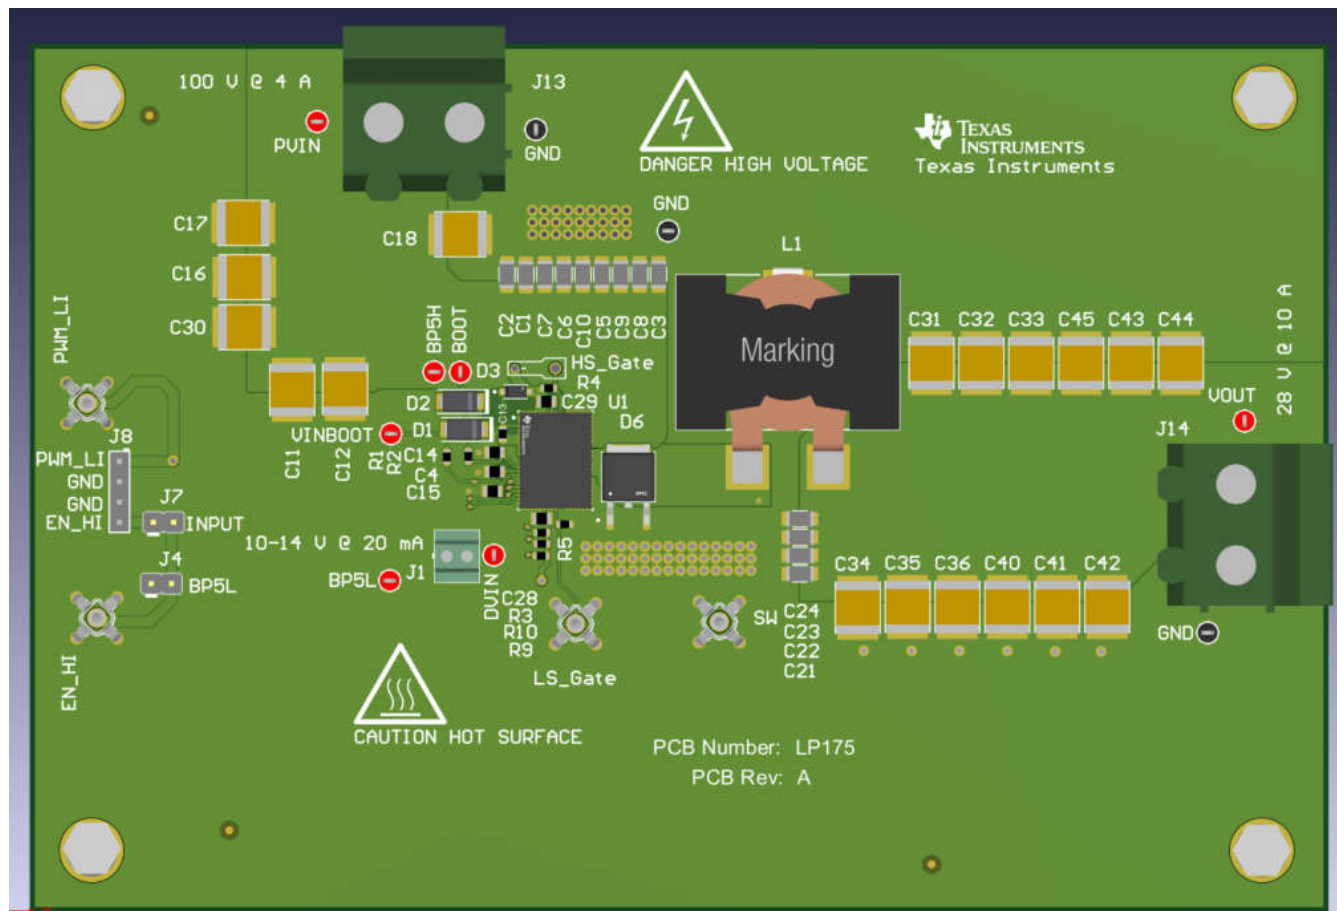 100 V @ 4 A
J13
PVIN
GND
DANGER HIGH VOLTAGE
TEXAS
INSTRUMENTS
Texas Instruments
C17
C18
GND
L1
C16
C30
PWM_LI
C2
C1
C7
C6
C10
C5
C9
C8
C3
BP5H
BOOT
D3
HS_Gate
R4
C29
U1
D2
D1
C13
D6
Marking
C31
C32
C33
C45
C43
C44
28 V @ 10 A
VOUT
J14
J8
PWM_LI
GND
GND
EN_HI
J7
INPUT
J4
BP5L
EN_HI
VINBOOT
C11
C12
R1
R2
C14
C4
C15
10-14 V @ 20 mA
BP5L
J1
DVIN
R5
C28
R3
R10
R9
LS_Gate
SW
C24
C23
C22
C21
C34
C35
C36
C40
C41
C42
GND
CAUTION HOT SURFACE
PCB Number: LP175
PCB Rev: A